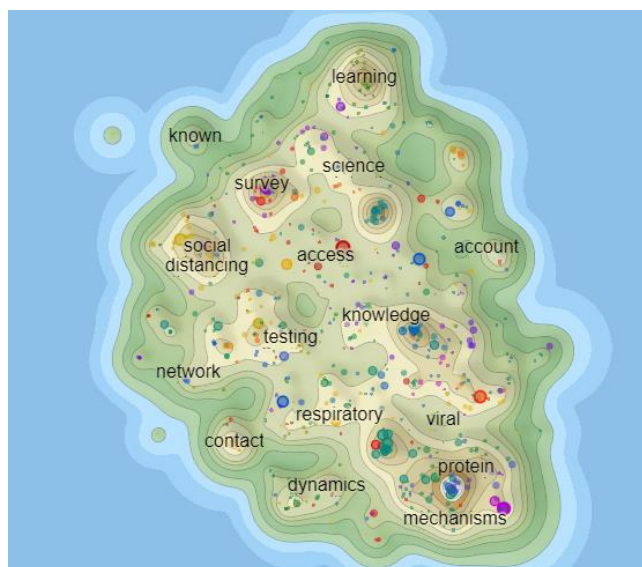 learning
known
science
survey
social
distancing
access
account
knowledge
testing
network
respiratory
viral
contact
protein
dynamics
mechanisms